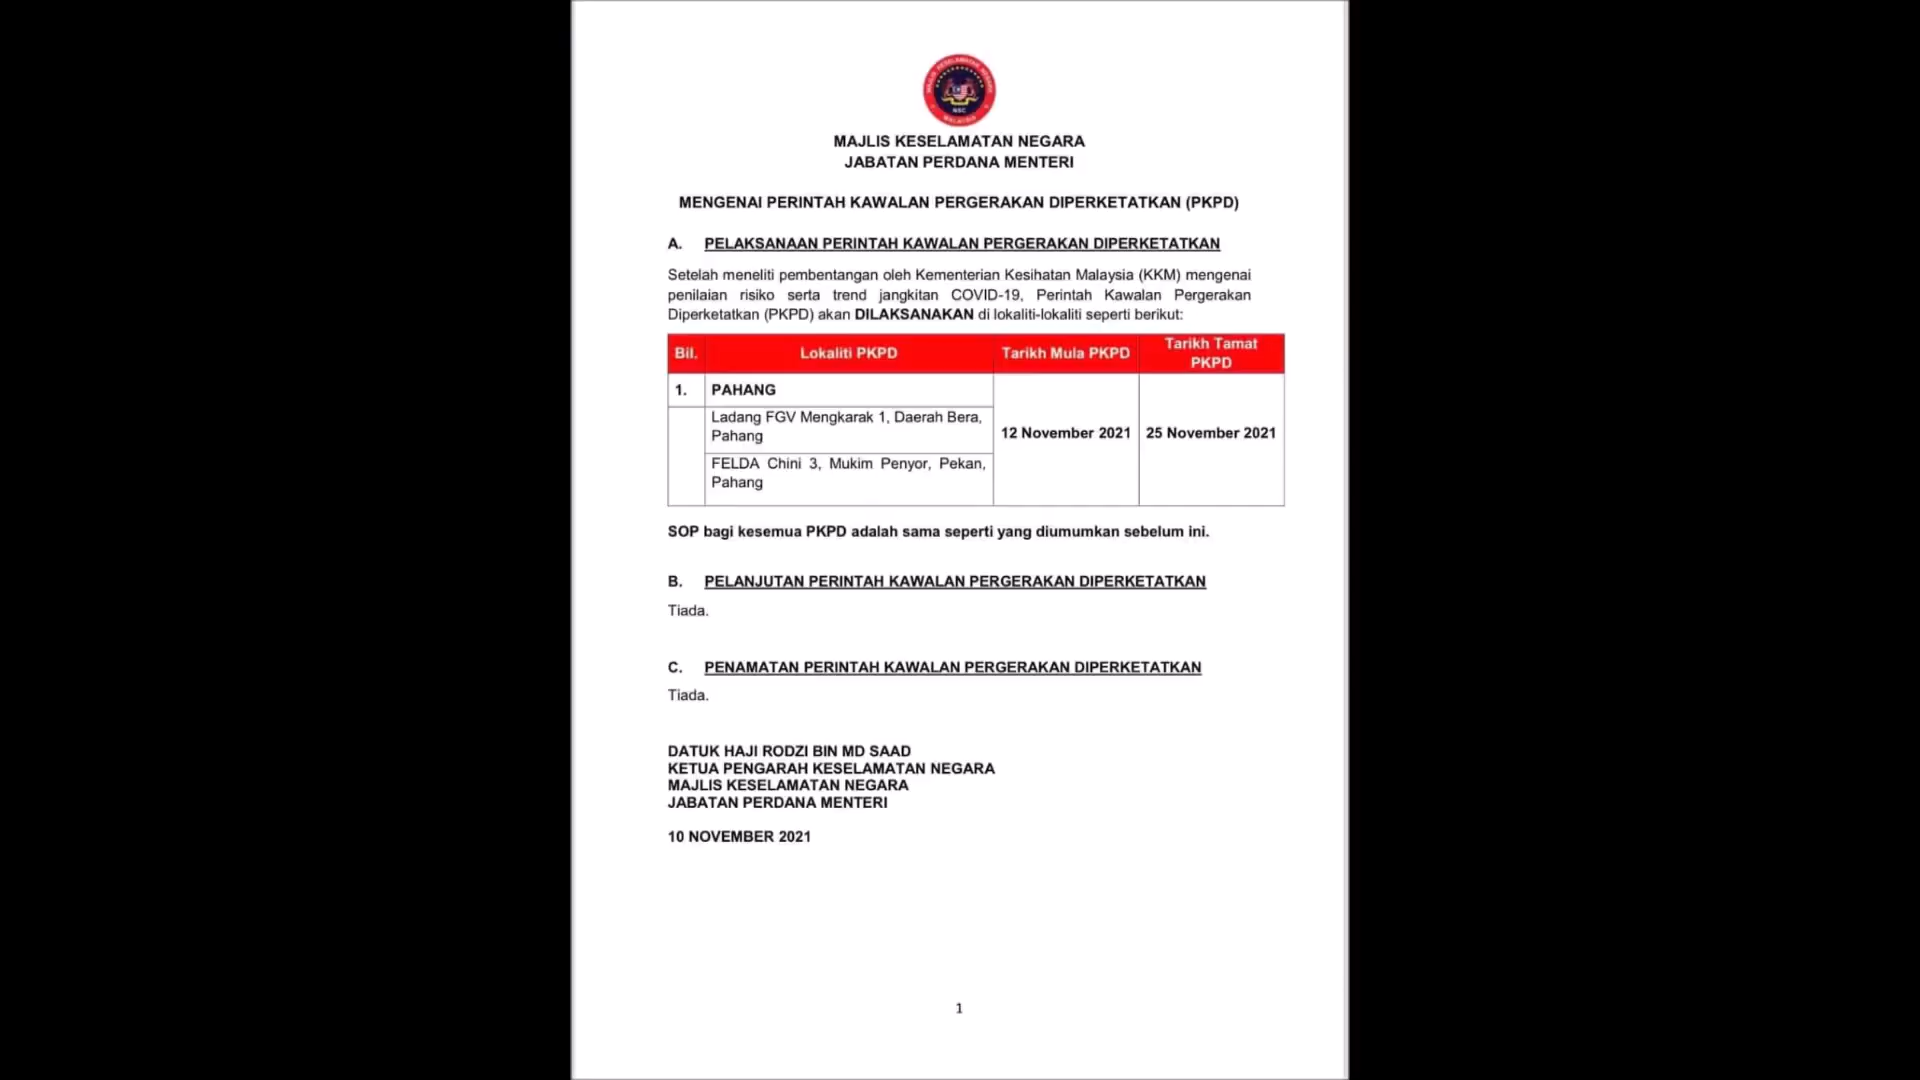 MAJLIS KESELAMATAN NEGARA
NSC
MALAYSIA
MAJLIS KESELAMATAN NEGARA
JABATAN PERDANA MENTERI
MENGENAI PERINTAH KAWALAN PERGERAKAN DIPERKETATKAN (PKPD)
A. PELAKSANAAN PERINTAH KAWALAN PERGERAKAN DIPERKETATKAN
Setelah meneliti pembentangan oleh Kementerian Kesihatan Malaysia (KKM) mengenai
penilaian risiko serta trend jangkitan COVID-19, Perintah Kawalan Pergerakan
Diperketatkan (PKPD) akan DILAKSANAKAN di lokaliti-lokaliti seperti berikut:
Bil. Lokaliti PKPD Tarikh Mula PKPD Tarikh Tamat
PKPD
1. PAHANG
Ladang FGV Mengkarak 1, Daerah Bera,
Pahang
12 November 2021 25 November 2021
FELDA Chini 3, Mukim Penyor, Pekan,
Pahang
SOP bagi kesemua PKPD adalah sama seperti yang diumumkan sebelum ini.
B. PELANJUTAN PERINTAH KAWALAN PERGERAKAN DIPERKETATKAN
Tiada.
C. PENAMATAN PERINTAH KAWALAN PERGERAKAN DIPERKETATKAN
Tiada.
DATUK HAJI RODZI BIN MD SAAD
KETUA PENGARAH KESELAMATAN NEGARA
MAJLIS KESELAMATAN NEGARA
JABATAN PERDANA MENTERI
10 NOVEMBER 2021
1